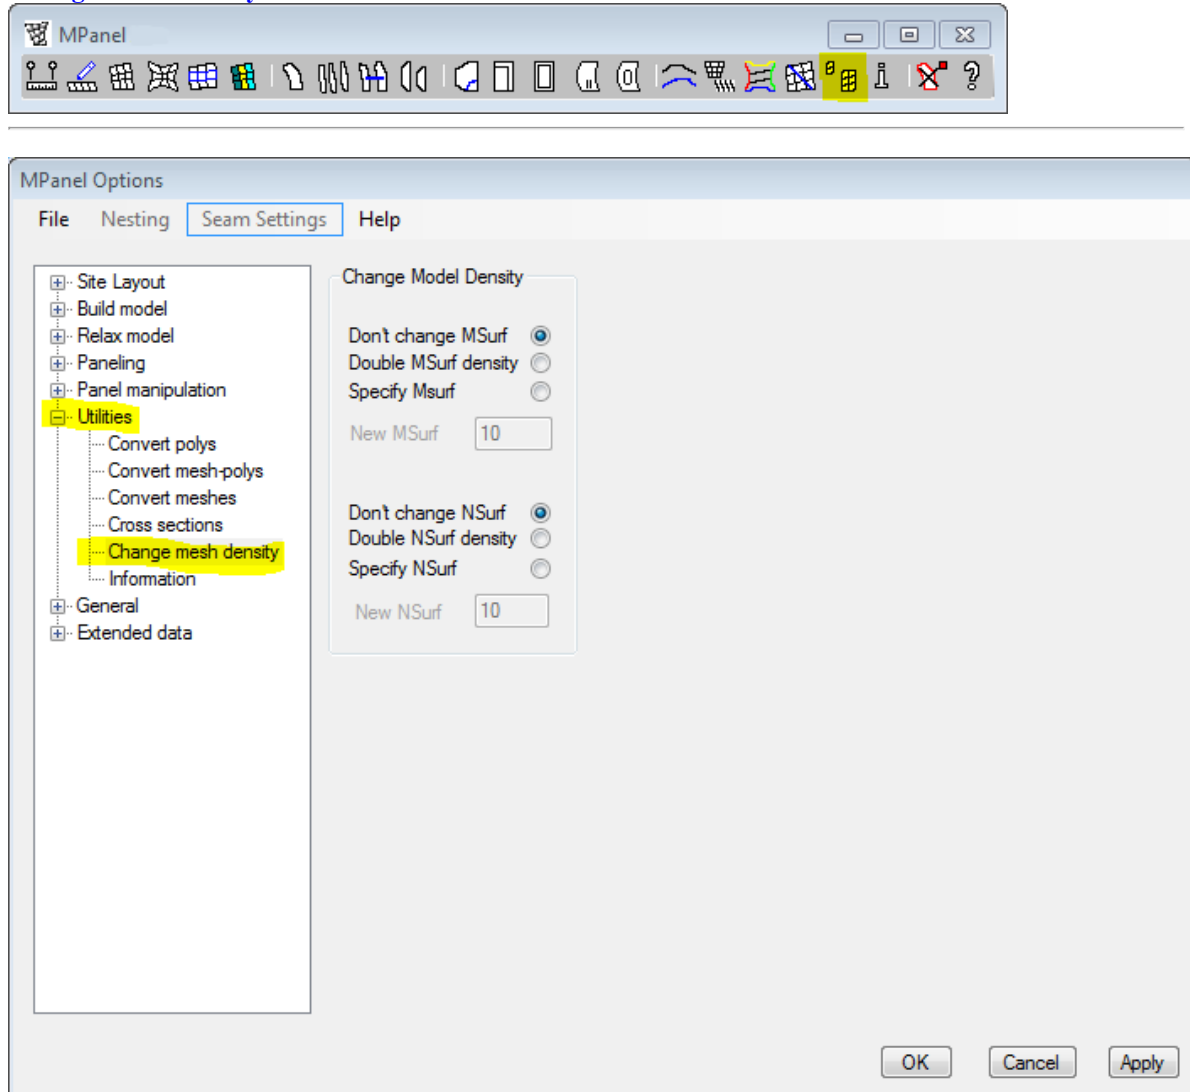 MPanel
MPanel Options
File Nesting Seam Settings Help
Site Layout
Build model
Relax model
Paneling
Panel manipulation
Utilities
Convert polys
Convert mesh-polys
Convert meshes
Cross sections
Change mesh density
Information
General
Extended data
Change Model Density
Don't change MSurf
Double MSurf density
Specify Msurf
New MSurf 10
Don't change NSurf
Double NSurf density
Specify NSurf
New NSurf 10
OK Cancel Apply